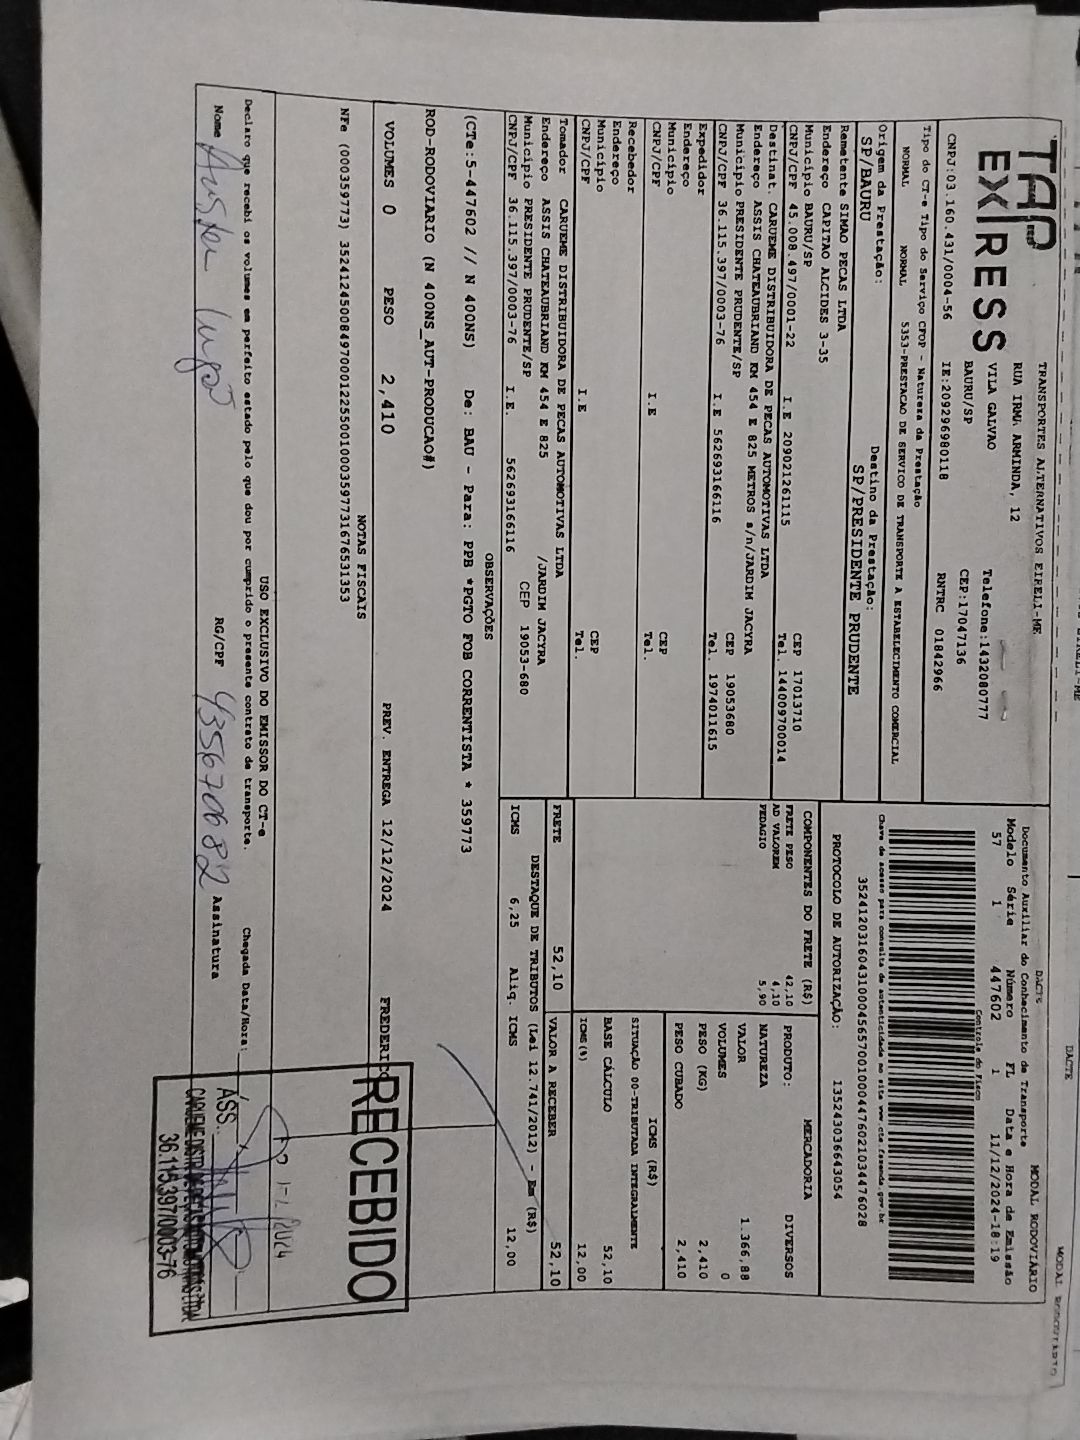 TAP EXPRESS
TRANSPORTES ALTERNATIVOS EIRELI-ME
RUA IRMA ARMINDA, 12
VILA GALVAO
BAURU/SP
Telefone:1432080777
CEP:17047136
CNPJ:03.160.431/0004-56 IE:209296980118 RNTRC 01842966
Tipo do CT-e Tipo do Serviço CFOP - Natureza da Prestação
NORMAL NORMAL 5353-PRESTACAO DE SERVICO DE TRANSPORTE A ESTABELECIMENTO COMERCIAL
Origem da Prestação: Destino da Prestação:
SP/BAURU SP/PRESIDENTE PRUDENTE
DACTE MODAL RODOVIÁRIO
Documento Auxiliar do Conhecimento de Transporte
Modelo Série Número FL Data e Hora de Emissão
57 1 447602 1 11/12/2024-18:19
Controle do Fisco
Chave de acesso para consulta de autenticidade no site www.cte.fazenda.gov.br
35241203160431000456570010004476021034476028
PROTOCOLO DE AUTORIZAÇÃO: 135243036643054
Remetente SIMAO PECAS LTDA
Endereço CAPITAO ALCIDES 3-35
Município BAURU/SP CEP 17013710
CNPJ/CPF 45.008.497/0001-22 I.E 209021261115 Tel. 144009700014
Destinat. CARUEME DISTRIBUIDORA DE PECAS AUTOMOTIVAS LTDA
Endereço ASSIS CHATEAUBRIAND KM 454 E 825 METROS s/n/JARDIM JACYRA
Município PRESIDENTE PRUDENTE/SP CEP 19053680
CNPJ/CPF 36.115.397/0003-76 I.E 562693166116 Tel. 1974011615
Expedidor
Endereço
Município CEP
CNPJ/CPF I.E Tel.
Recebedor
Endereço
Município CEP
CNPJ/CPF I.E Tel.
Tomador CARUEME DISTRIBUIDORA DE PECAS AUTOMOTIVAS LTDA
Endereço ASSIS CHATEAUBRIAND KM 454 E 825 /JARDIM JACYRA
Município PRESIDENTE PRUDENTE/SP CEP 19053-680
CNPJ/CPF 36.115.397/0003-76 I.E. 562693166116
COMPONENTES DO FRETE (R$)
FRETE PESO 42,10
AD VALOREM 4,10
PEDAGIO 5,90
MERCADORIA
PRODUTO: DIVERSOS
NATUREZA
VALOR 1.366,88
VOLUMES 0
PESO (KG) 2,410
PESO CUBADO 2,410
ICMS (R$)
SITUAÇÃO 00-TRIBUTADA INTEGRALMENTE
BASE CÁLCULO 52,10
ICMS(%) 12,00
FRETE 52,10 VALOR A RECEBER 52,10
DESTAQUE DE TRIBUTOS (Lei 12.741/2012) - Em (R$)
ICMS 6,25 Aliq. ICMS 12,00
OBSERVAÇÕES
(CTe:5-447602 // N 400NS) De: BAU - Para: PPB *PGTO FOB CORRENTISTA * 359773
ROD-RODOVIARIO (N 400NS_AUT-PRODUCAO#)
VOLUMES 0 PESO 2,410 PREV. ENTREGA 12/12/2024 FREDERICO
NOTAS FISCAIS
NFe (000359773) 35241245008497000122550010003597731676531353
USO EXCLUSIVO DO EMISSOR DO CT-e
Declaro que recebi os volumes em perfeito estado pelo que dou por cumprido o presente contrato de transporte. Chegada Data/Hora:
Nome RG/CPF 435670682 Assinatura
RECEBIDO
ASS.:
CARUEME DISTR. DE PEÇAS AUTOMOTIVAS LTDA
36.115.397/0003-76
DACTE
MODAL RODOVIÁRIO